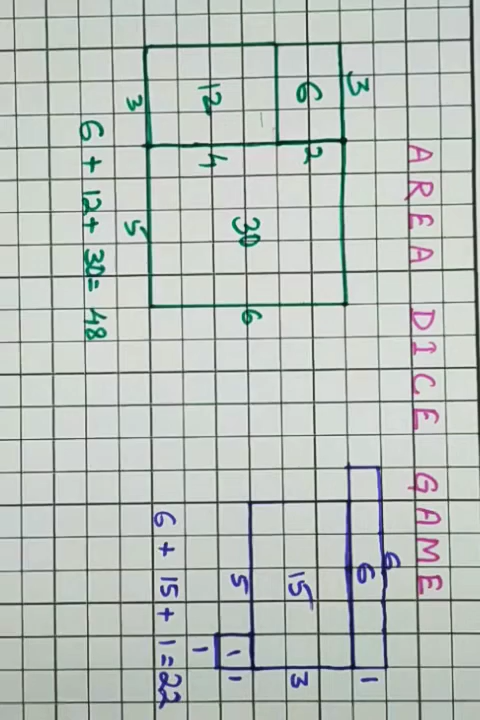 AREA DICE GAME
3
6 2
30 6
12 4
3 5
6 + 12 + 30 = 48
6
6 1
15 3
5 1 1
1
6 + 15 + 1 = 22